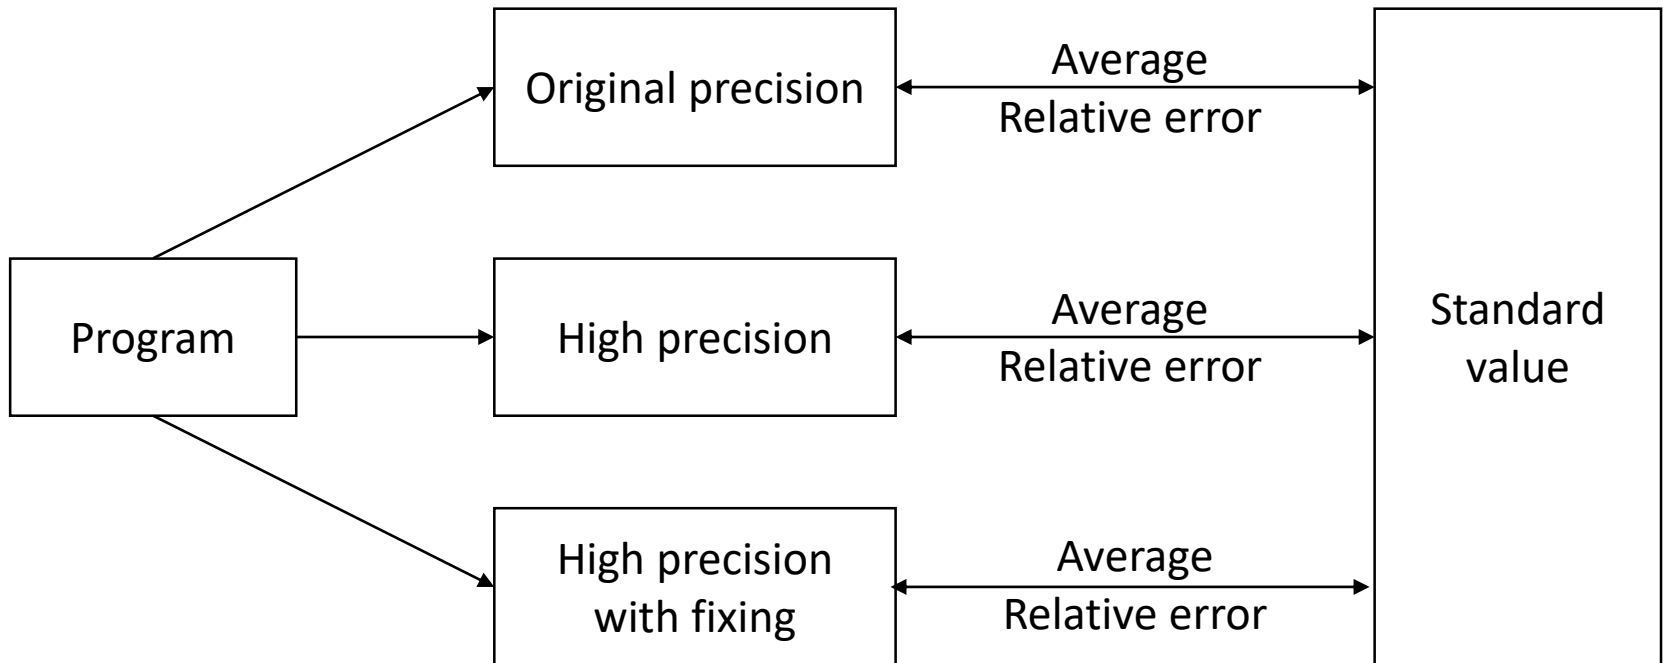 Original precision
Average
Relative error
Program
High precision
Average
Relative error
Standard
value
High precision
with fixing
Average
Relative error